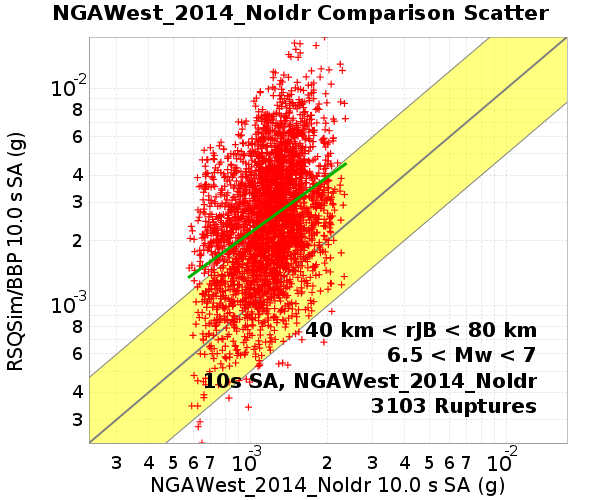 NGAWest_2014_NoIdr Comparison Scatter
RSQSim/BBP 10.0 s SA (g)
10-2
8
6
4
3
2
10-3
8
6
4
3
40 km < rJB < 80 km
6.5 < Mw < 7
10s SA, NGAWest_2014_NoIdr
3103 Ruptures
3 4 5 6 7 10-3 2 3 4 5 6 7 10-2
NGAWest_2014_NoIdr 10.0 s SA (g)